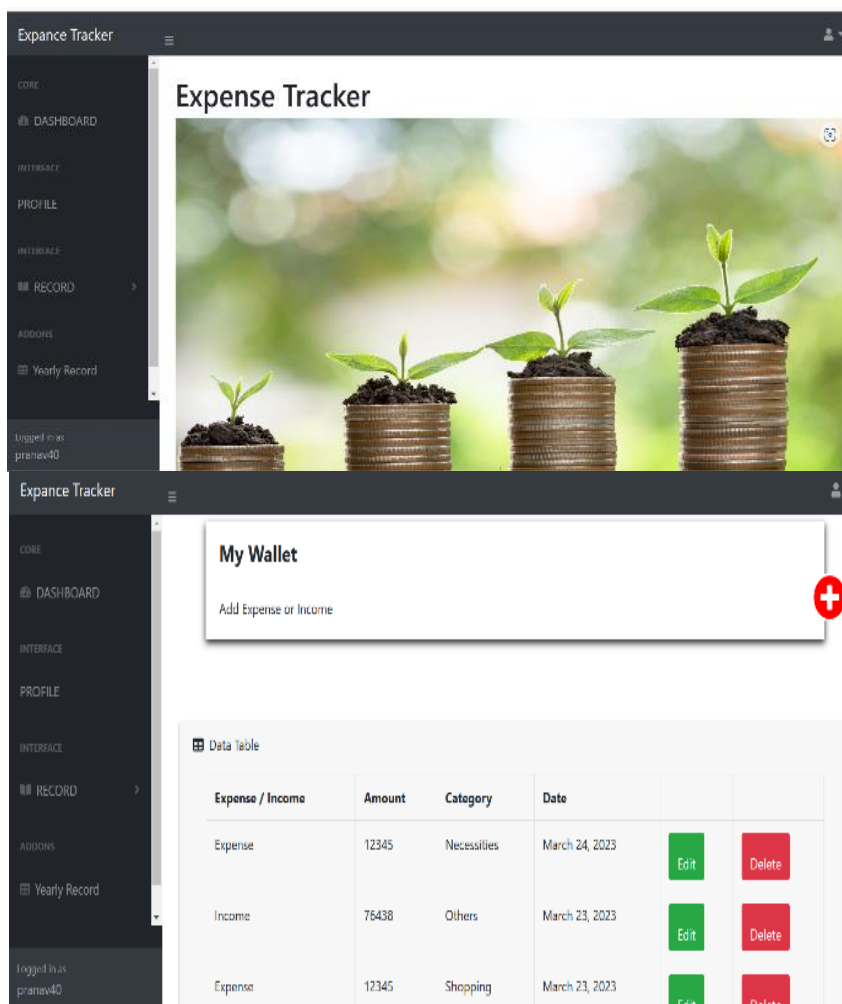 Expance Tracker
CORE
DASHBOARD
INTERFACE
PROFILE
INTERFACE
RECORD
ADDONS
Yearly Record
Logged in as
pranav40
Expense Tracker
Expance Tracker
CORE
DASHBOARD
INTERFACE
PROFILE
INTERFACE
RECORD
ADDONS
Yearly Record
Logged in as
pranav40
My Wallet
Add Expense or Income
Data Table
Expense / Income Amount Category Date
Expense 12345 Necessities March 24, 2023 Edit Delete
Income 76438 Others March 23, 2023 Edit Delete
Expense 12345 Shopping March 23, 2023 Edit Delete